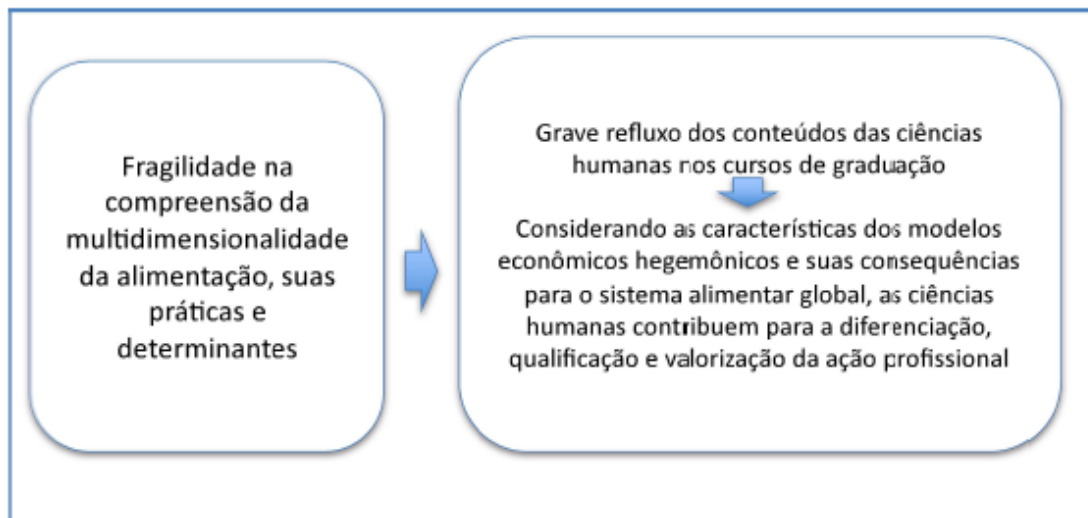 Fragilidade na
compreensão da
multidimensionalidade
da alimentação, suas
práticas e
determinantes
Grave refluxo dos conteúdos das ciências
humanas nos cursos de graduação
Considerando as características dos modelos
econômicos hegemônicos e suas consequências
para o sistema alimentar global, as ciências
humanas contribuem para a diferenciação,
qualificação e valorização da ação profissional